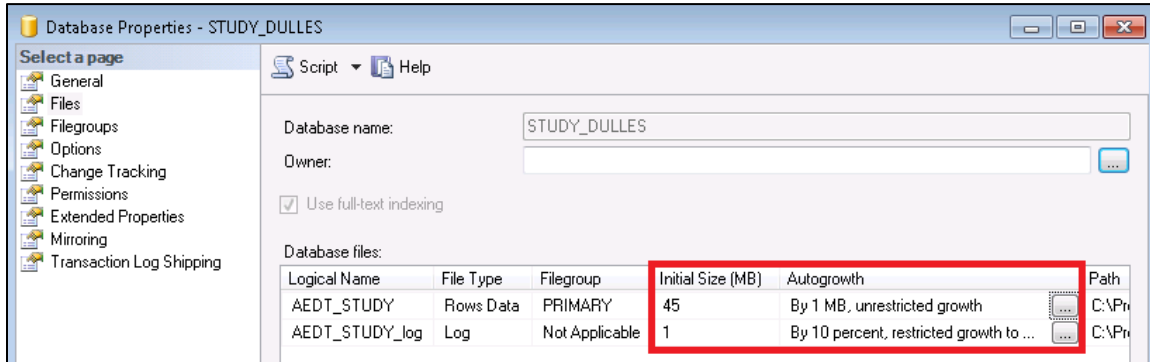 Database Properties - STUDY_DULLES
Select a page
General
Files
Filegroups
Options
Change Tracking
Permissions
Extended Properties
Mirroring
Transaction Log Shipping
Script Help
Database name: STUDY_DULLES
Owner: ...
Use full-text indexing
Database files:
Logical Name File Type Filegroup Initial Size (MB) Autogrowth Path
AEDT_STUDY Rows Data PRIMARY 45 By 1 MB, unrestricted growth ... C:\Pr
AEDT_STUDY_log Log Not Applicable 1 By 10 percent, restricted growth to ... ... C:\Pr